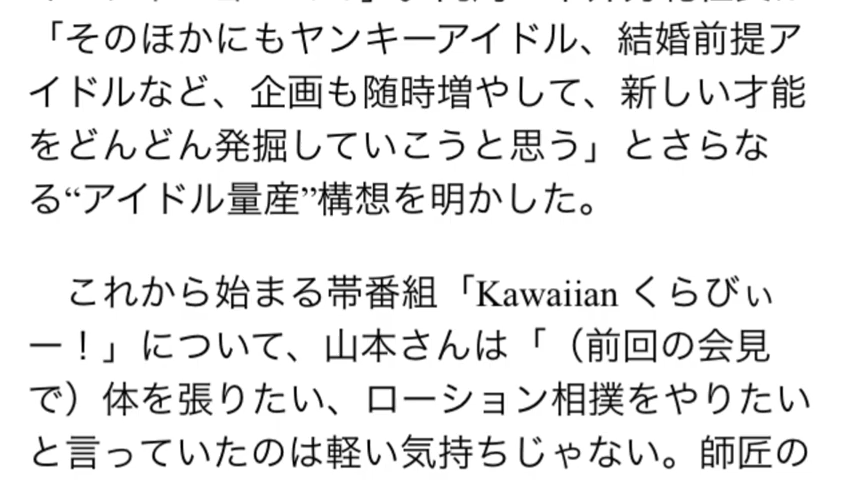 「そのほかにもヤンキーアイドル、結婚前提ア
イドルなど、企画も随時増やして、新しい才能
をどんどん発掘していこうと思う」とさらな
る“アイドル量産”構想を明かした。
これから始まる帯番組「Kawaiian くらびぃ
ー！」について、山本さんは「（前回の会見
で）体を張りたい、ローション相撲をやりたい
と言っていたのは軽い気持ちじゃない。師匠の